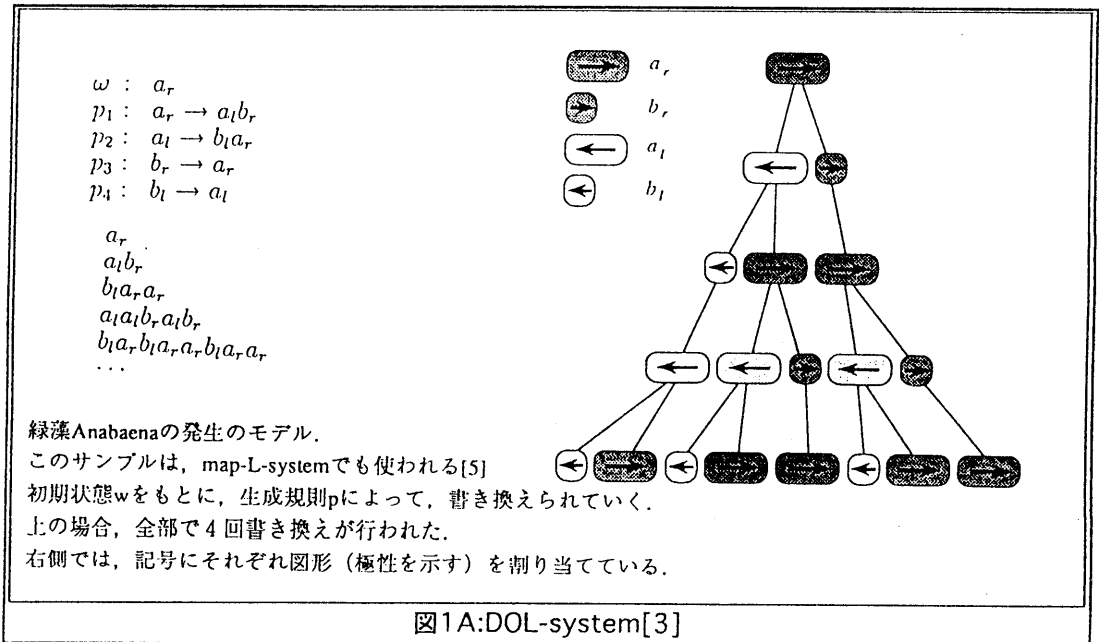 ω : a_r
p_1 : a_r → a_l b_r
p_2 : a_l → b_l a_r
p_3 : b_r → a_r
p_4 : b_l → a_l
a_r
a_l b_r
b_l a_r a_r
a_l a_l b_r a_l b_r
b_l a_r b_l a_r a_r b_l a_r a_r
...
a_r
b_r
a_l
b_l
緑藻Anabaenaの発生のモデル.
このサンプルは，map-L-systemでも使われる[5]
初期状態wをもとに，生成規則pによって，書き換えられていく.
上の場合，全部で4回書き換えが行われた.
右側では，記号にそれぞれ図形（極性を示す）を割り当てている.
図1A:DOL-system[3]